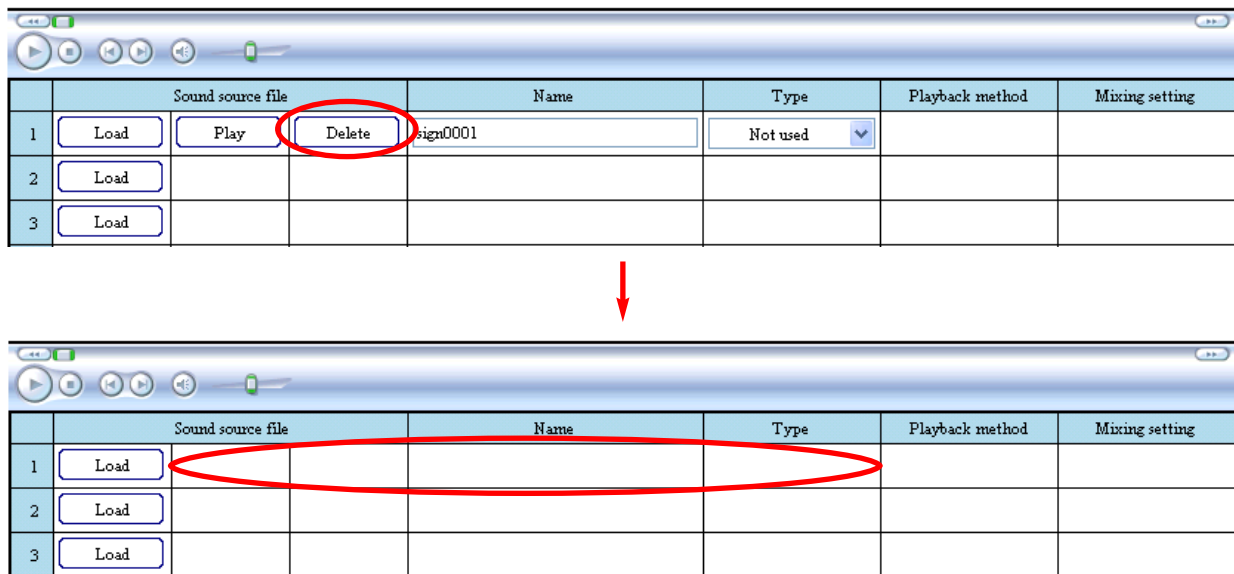 Sound source file Name Type Playback method Mixing setting
1 Load Play Delete sign0001 Not used
2 Load
3 Load
Sound source file Name Type Playback method Mixing setting
1 Load
2 Load
3 Load